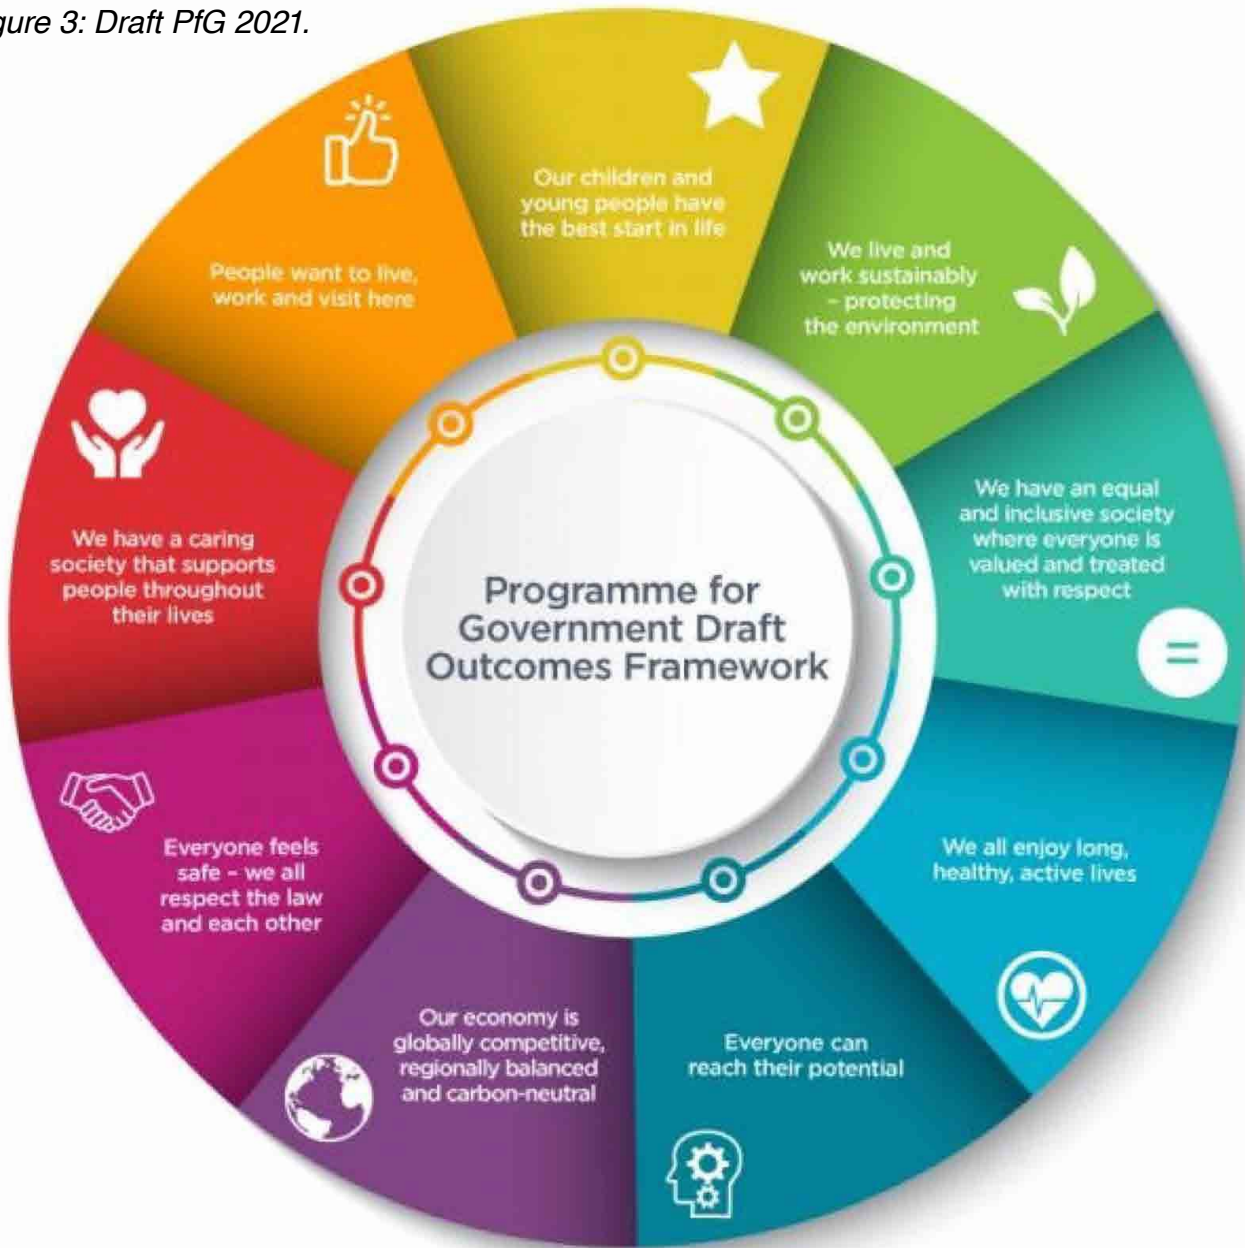 gure 3: Draft PfG 2021.
Our children and
young people have
the best start in life
We live and
work sustainably
– protecting
the environment
We have an equal
and inclusive society
where everyone is
valued and treated
with respect
=
We all enjoy long,
healthy, active lives
Everyone can
reach their potential
Our economy is
globally competitive,
regionally balanced
and carbon-neutral
Everyone feels
safe – we all
respect the law
and each other
We have a caring
society that supports
people throughout
their lives
People want to live,
work and visit here
Programme for
Government Draft
Outcomes Framework